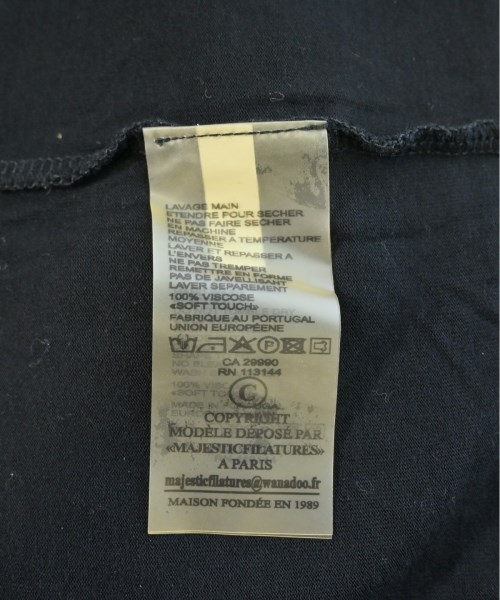 LAVAGE MAIN
ETENDRE POUR SECHER
NE PAS FAIRE SECHER
EN MACHINE
REPASSER A TEMPERATURE
MOYENNE
LAVER ET REPASSER A
L'ENVERS
NE PAS TREMPER
REMETTRE EN FORME
PAS DE JAVELLISANT
LAVER SEPAREMENT
100% VISCOSE
«SOFT TOUCH»
FABRIQUE AU PORTUGAL
UNION EUROPÉENE
CA 29990
RN 113144
©
COPYRIGHT
MODÈLE DÉPOSÉ PAR
«MAJESTICFILATURES»
A PARIS
majesticfilatures@wanadoo.fr
MAISON FONDÉE EN 1989